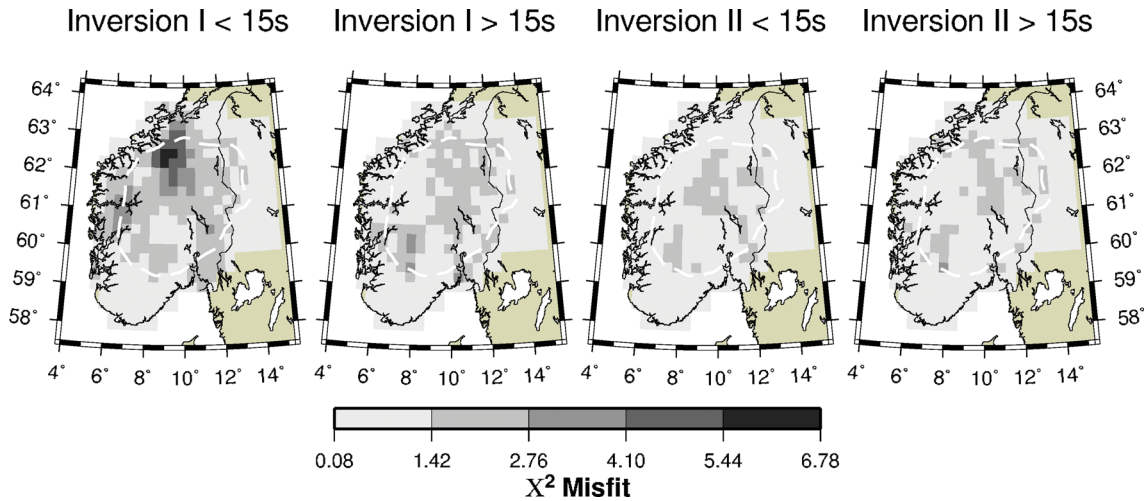 Inversion I < 15s
Inversion I > 15s
Inversion II < 15s
Inversion II > 15s
64˚
63˚
62˚
61˚
60˚
59˚
58˚
64˚
63˚
62˚
61˚
60˚
59˚
58˚
4˚ 6˚ 8˚ 10˚ 12˚ 14˚
4˚ 6˚ 8˚ 10˚ 12˚ 14˚
4˚ 6˚ 8˚ 10˚ 12˚ 14˚
4˚ 6˚ 8˚ 10˚ 12˚ 14˚
0.08 1.42 2.76 4.10 5.44 6.78
Χ² Misfit